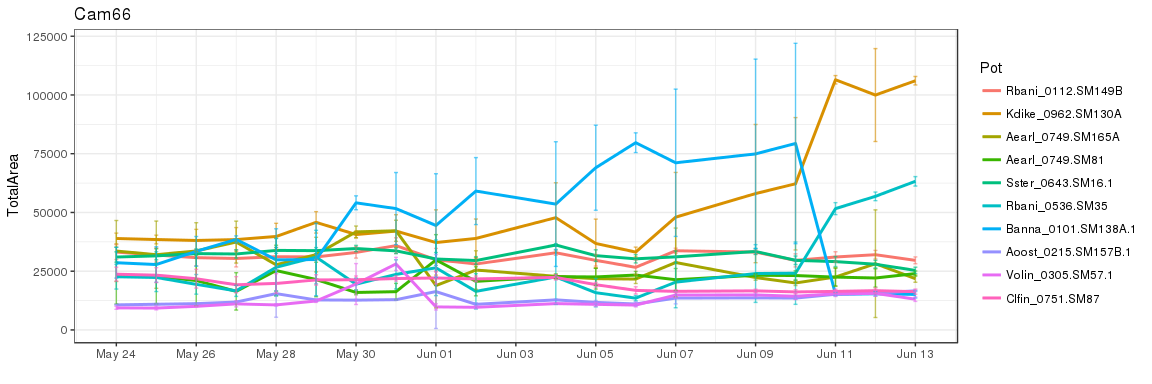 Cam66
TotalArea
125000
100000
75000
50000
25000
0
May 24 May 26 May 28 May 30 Jun 01 Jun 03 Jun 05 Jun 07 Jun 09 Jun 11 Jun 13
Pot
Rbani_0112.SM149B
Kdike_0962.SM130A
Aearl_0749.SM165A
Aearl_0749.SM81
Sster_0643.SM16.1
Rbani_0536.SM35
Banna_0101.SM138A.1
Aoost_0215.SM157B.1
Volin_0305.SM57.1
Clfin_0751.SM87